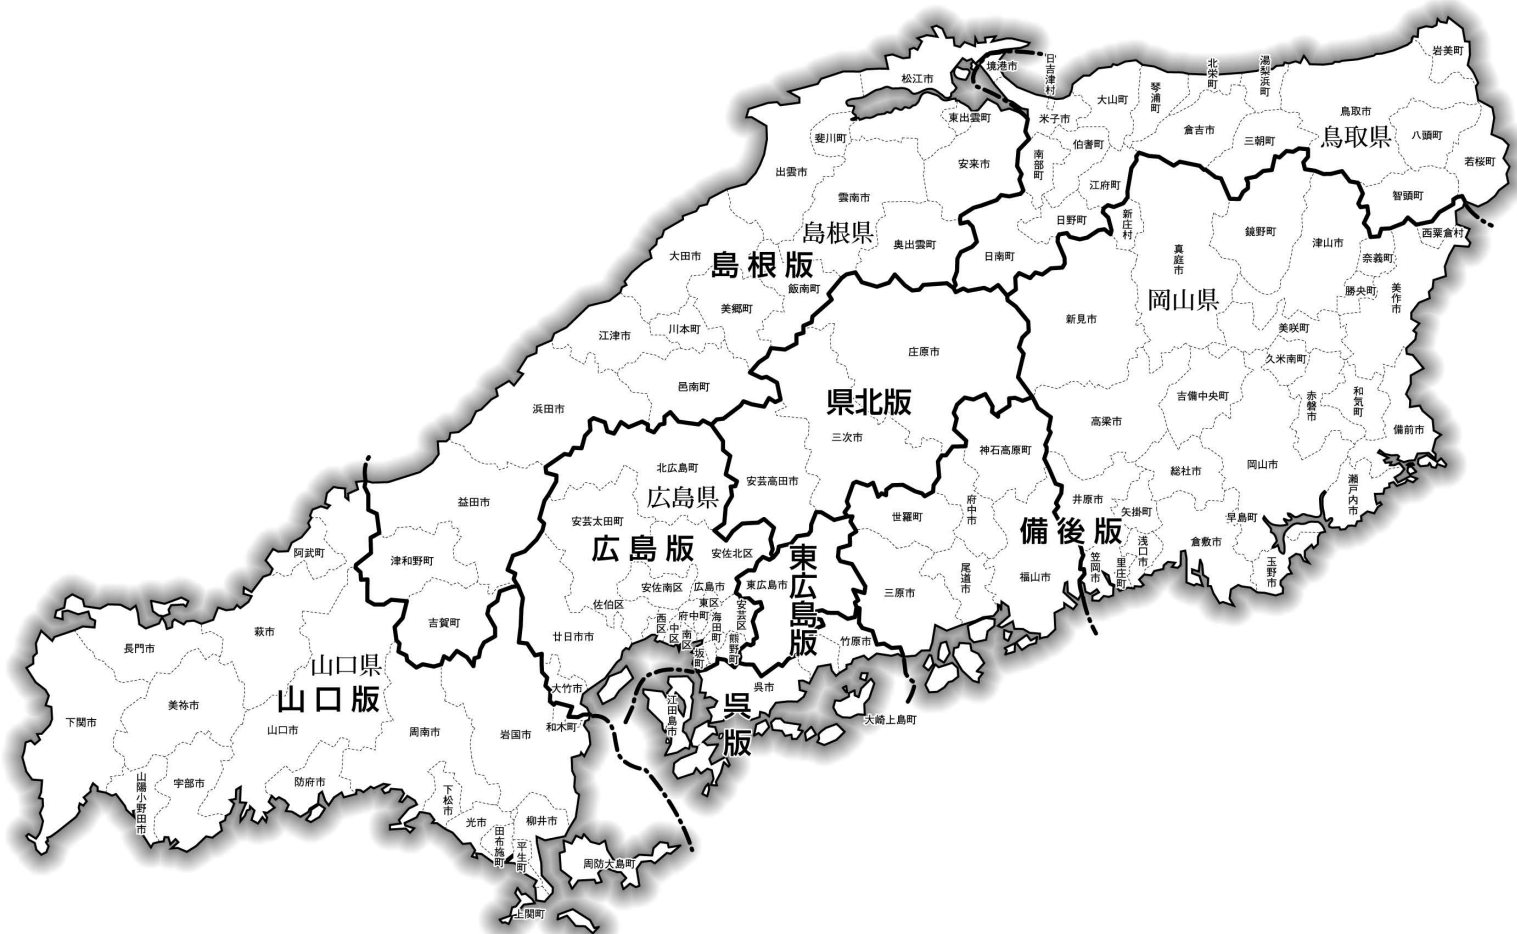 岩美町
境港市
日吉津村
北栄町
湯梨浜町
松江市
大山町
琴浦町
鳥取市
東出雲町
米子市
倉吉市
三朝町
鳥取県
八頭町
斐川町
伯耆町
南部町
安来市
若桜町
出雲市
江府町
智頭町
雲南市
日野町
新庄村
島根県
奥出雲町
鏡野町
津山市
西粟倉村
大田市
島根版
日南町
真庭市
奈義町
飯南町
岡山県
勝央町
美作市
美郷町
新見市
川本町
江津市
美咲町
庄原市
久米南町
邑南町
浜田市
県北版
吉備中央町
赤磐市
和気町
高梁市
備前市
三次市
神石高原町
北広島町
総社市
岡山市
安芸高田市
瀬戸内市
広島県
益田市
井原市
矢掛町
世羅町
府中市
早島町
安芸太田町
備後版
広島版
倉敷市
阿武町
安佐北区
東広島版
津和野町
浅口市
笠岡市
里庄町
玉野市
尾道市
福山市
安佐南区
広島市
東広島市
三原市
佐伯区
東区
安芸区
府中町
海田町
西区
中区
南区
吉賀町
萩市
廿日市市
熊野町
竹原市
長門市
坂町
山口県
大竹市
呉市
山口版
美祢市
江田島市
呉版
大崎上島町
下関市
山口市
周南市
岩国市
和木町
山陽小野田市
宇部市
防府市
下松市
光市
柳井市
田布施町
平生町
周防大島町
上関町